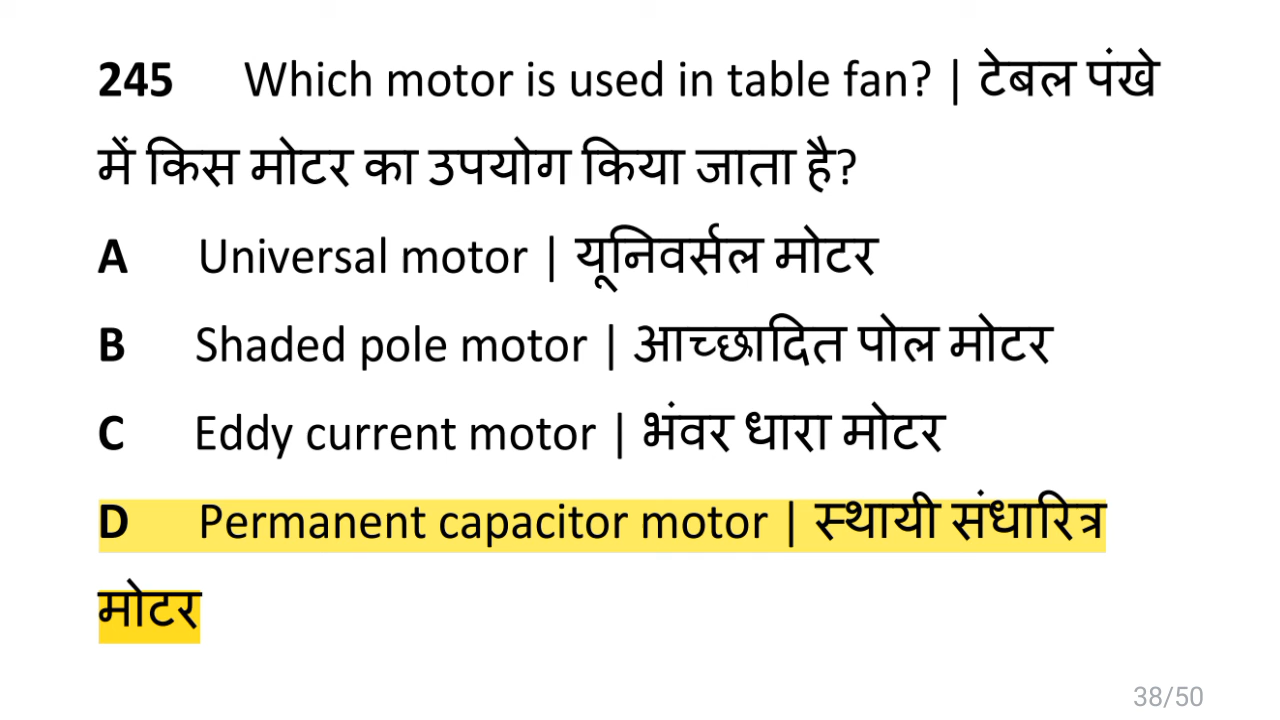 245 Which motor is used in table fan? | टेबल पंखे
में किस मोटर का उपयोग किया जाता है?
A Universal motor | यूनिवर्सल मोटर
B Shaded pole motor | आच्छादित पोल मोटर
C Eddy current motor | भंवर धारा मोटर
D Permanent capacitor motor | स्थायी संधारित्र
मोटर
38/50